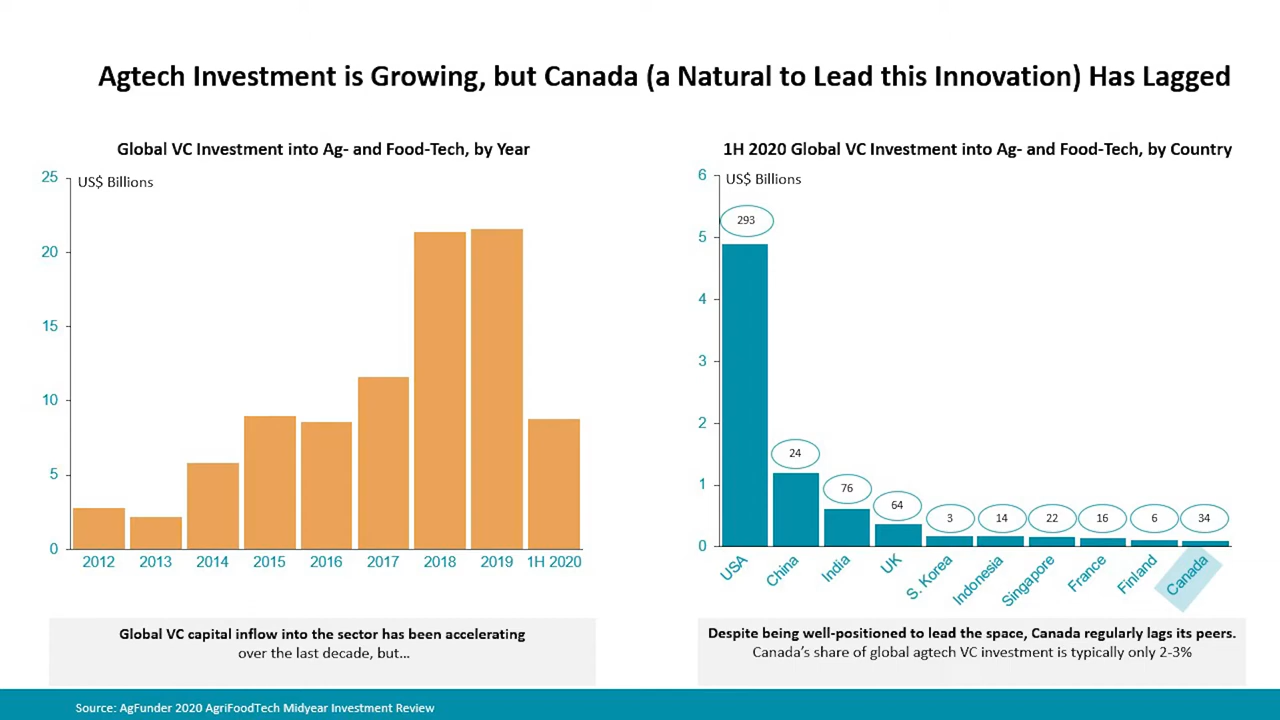 Agtech Investment is Growing, but Canada (a Natural to Lead this Innovation) Has Lagged
Global VC Investment into Ag- and Food-Tech, by Year
US$ Billions
25
20
15
10
5
0
2012 2013 2014 2015 2016 2017 2018 2019 1H 2020
Global VC capital inflow into the sector has been accelerating
over the last decade, but…
1H 2020 Global VC Investment into Ag- and Food-Tech, by Country
US$ Billions
6
5
4
3
2
1
0
293 24 76 64 3 14 22 16 6 34
USA China India UK S. Korea Indonesia Singapore France Finland Canada
Despite being well-positioned to lead the space, Canada regularly lags its peers.
Canada’s share of global agtech VC investment is typically only 2-3%
Source: AgFunder 2020 AgriFoodTech Midyear Investment Review